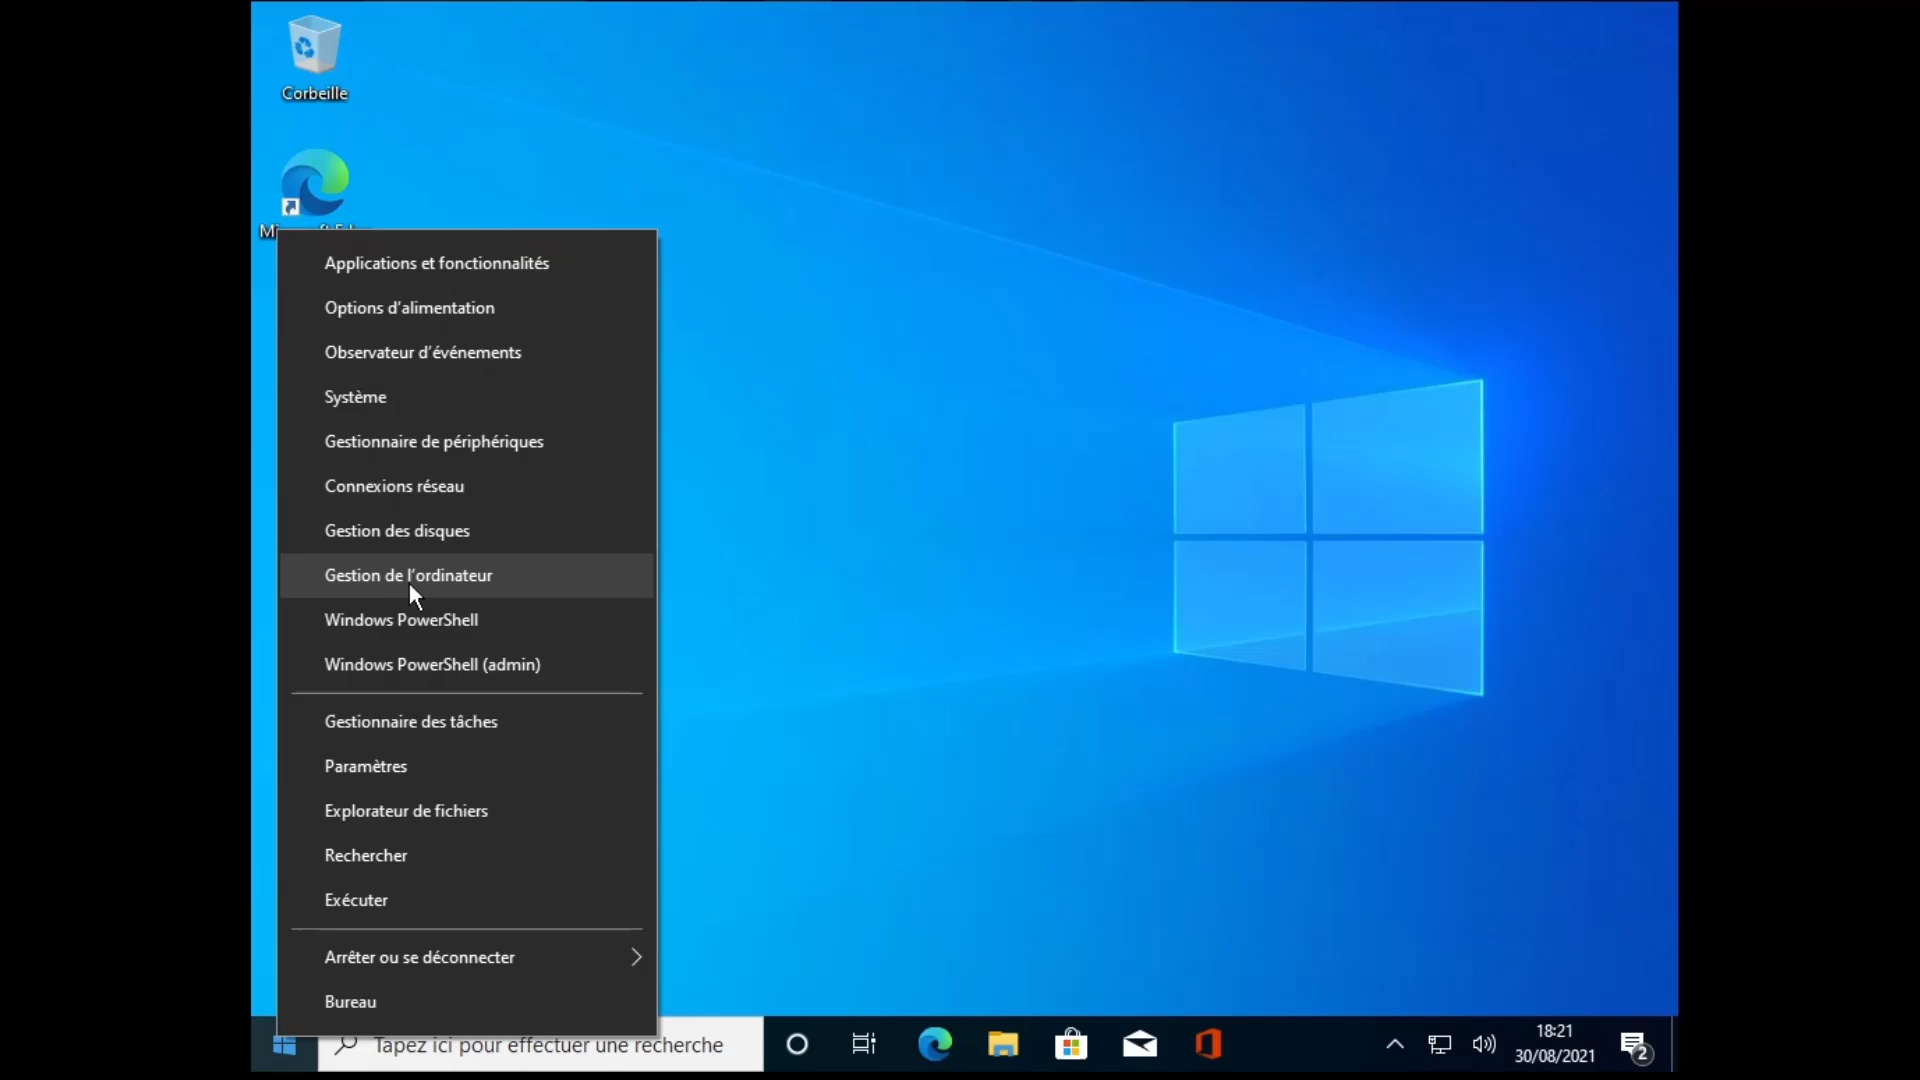 Corbeille
Applications et fonctionnalités
Options d'alimentation
Observateur d'événements
Système
Gestionnaire de périphériques
Connexions réseau
Gestion des disques
Gestion de l'ordinateur
Windows PowerShell
Windows PowerShell (admin)
Gestionnaire des tâches
Paramètres
Explorateur de fichiers
Rechercher
Exécuter
Arrêter ou se déconnecter
Bureau
Tapez ici pour effectuer une recherche
18:21
30/08/2021
2